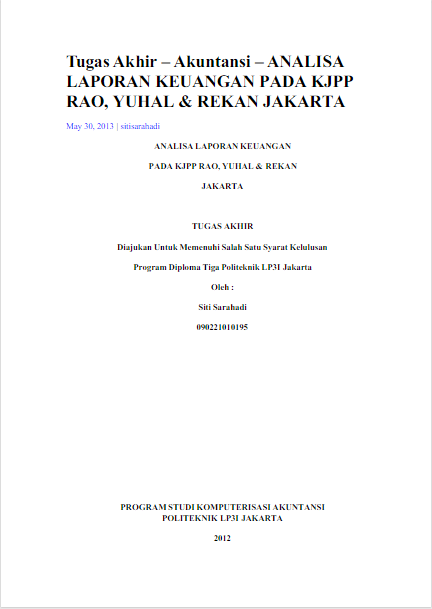 Tugas Akhir – Akuntansi – ANALISA
LAPORAN KEUANGAN PADA KJPP
RAO, YUHAL & REKAN JAKARTA
May 30, 2013 | sitisarahadi
ANALISA LAPORAN KEUANGAN
PADA KJPP RAO, YUHAL & REKAN
JAKARTA
TUGAS AKHIR
Diajukan Untuk Memenuhi Salah Satu Syarat Kelulusan
Program Diploma Tiga Politeknik LP3I Jakarta
Oleh :
Siti Sarahadi
090221010195
PROGRAM STUDI KOMPUTERISASI AKUNTANSI
POLITEKNIK LP3I JAKARTA
2012